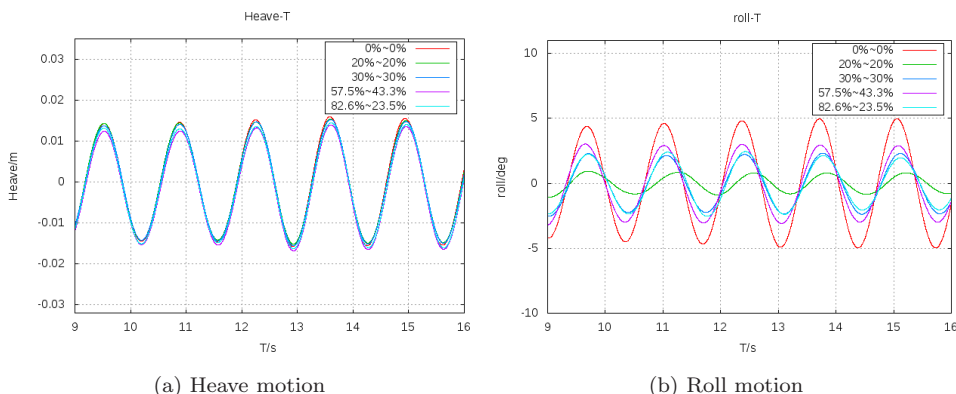 Heave-T
0.03
0.02
0.01
0
-0.01
-0.02
-0.03
Heave/m
0%~0%
20%~20%
30%~30%
57.5%~43.3%
82.6%~23.5%
9 10 11 12 13 14 15 16
T/s
(a) Heave motion
roll-T
10
5
0
-5
-10
roll/deg
0%~0%
20%~20%
30%~30%
57.5%~43.3%
82.6%~23.5%
9 10 11 12 13 14 15 16
T/s
(b) Roll motion